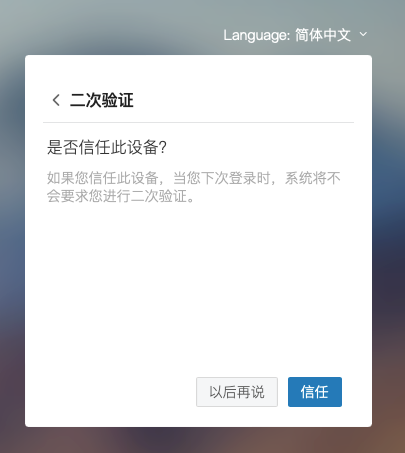 Language: 简体中文
二次验证
是否信任此设备?
如果您信任此设备，当您下次登录时，系统将不
会要求您进行二次验证。
以后再说
信任